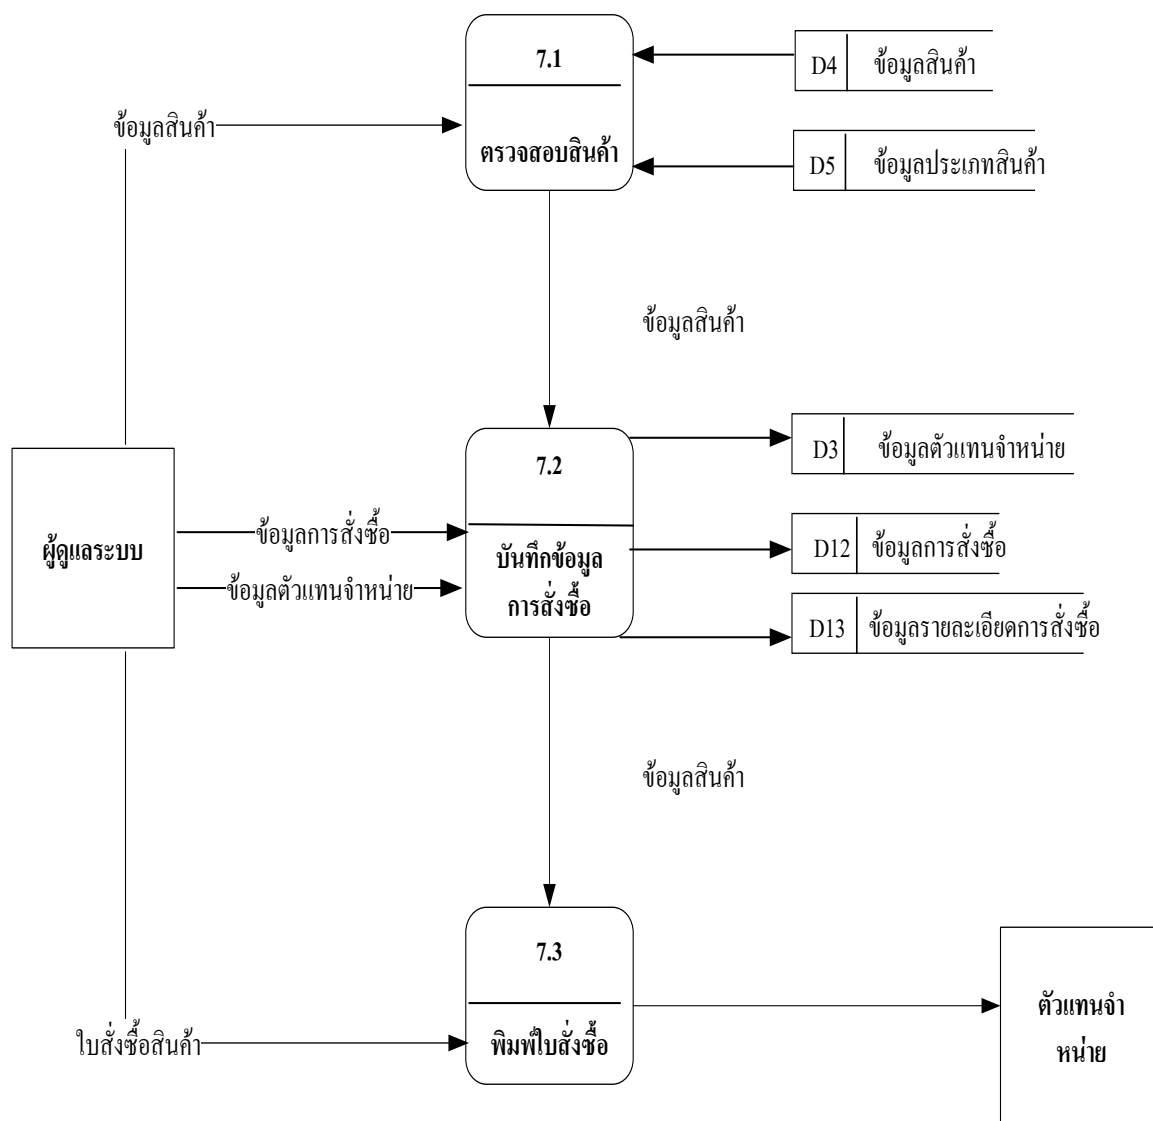 7.1
ตรวจสอบสินค้า
D4 ข้อมูลสินค้า
D5 ข้อมูลประเภทสินค้า
ข้อมูลสินค้า
ข้อมูลสินค้า
ผู้ดูแลระบบ
ข้อมูลการสั่งซื้อ
ข้อมูลตัวแทนจำหน่าย
7.2
บันทึกข้อมูล
การสั่งซื้อ
D3 ข้อมูลตัวแทนจำหน่าย
D12 ข้อมูลการสั่งซื้อ
D13 ข้อมูลรายละเอียดการสั่งซื้อ
ข้อมูลสินค้า
ใบสั่งซื้อสินค้า
7.3
พิมพ์ใบสั่งซื้อ
ตัวแทนจำ
หน่าย